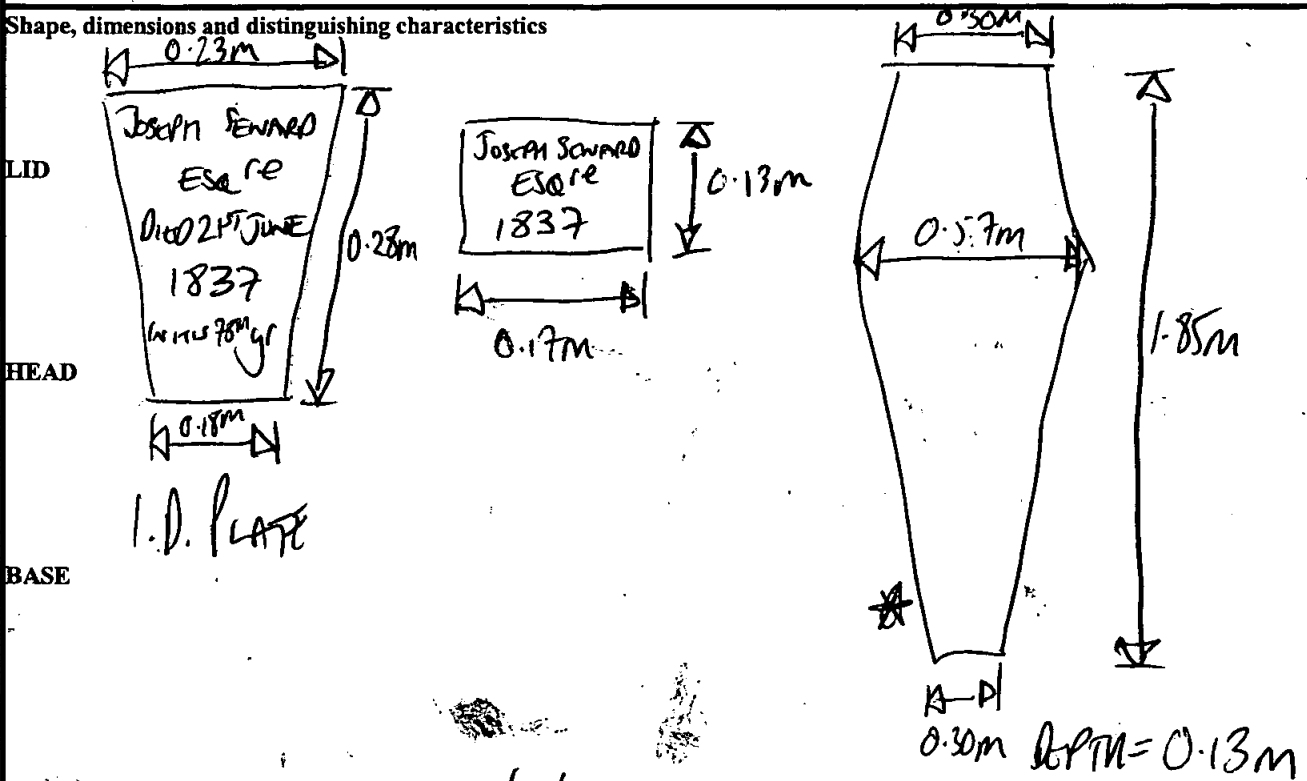 Shape, dimensions and distinguishing characteristics
0.23m
JOSEPH SEWARD
ESQre
DIED 21ST JUNE
1837
IN HIS 78th yr
0.28m
0.18m
I.D. PLATE
JOSEPH SEWARD
ESQre
1837
0.13m
0.17m
0.30m
0.57m
1.85m
0.30m DEPTH = 0.13m
LID
HEAD
BASE